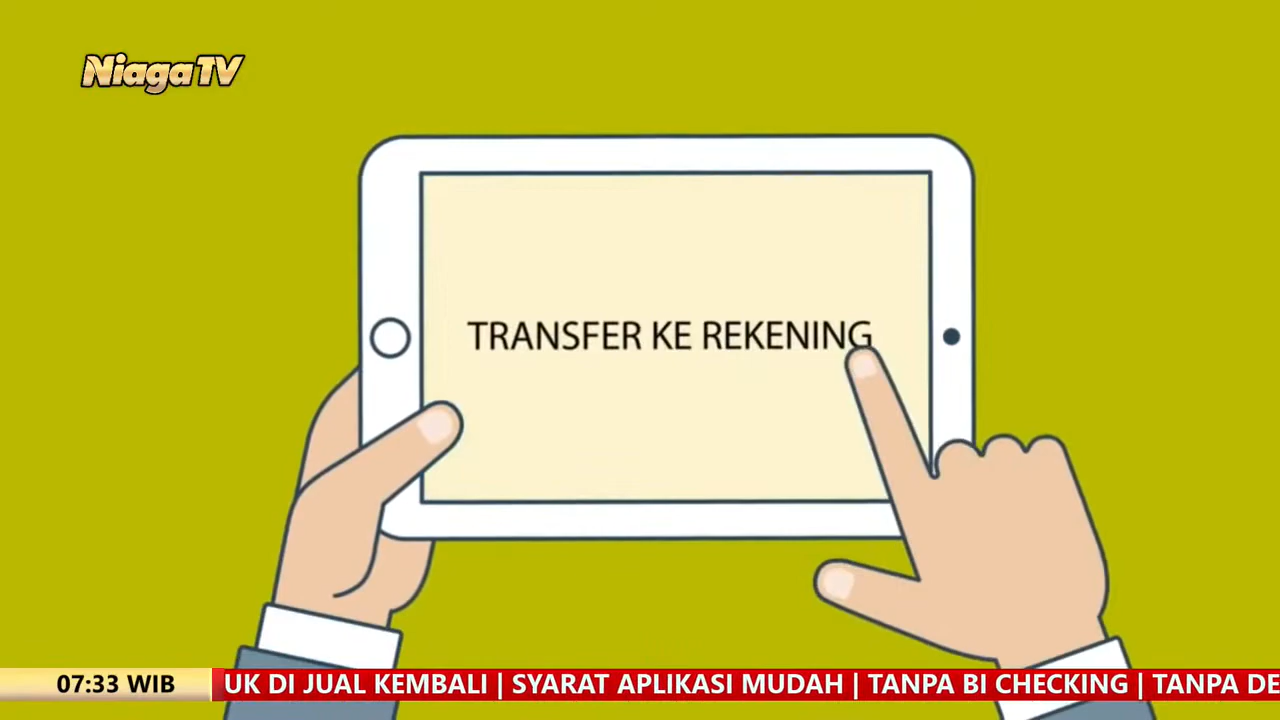 NiagaTV
TRANSFER KE REKENING
07:33 WIB
UK DI JUAL KEMBALI | SYARAT APLIKASI MUDAH | TANPA BI CHECKING | TANPA DE